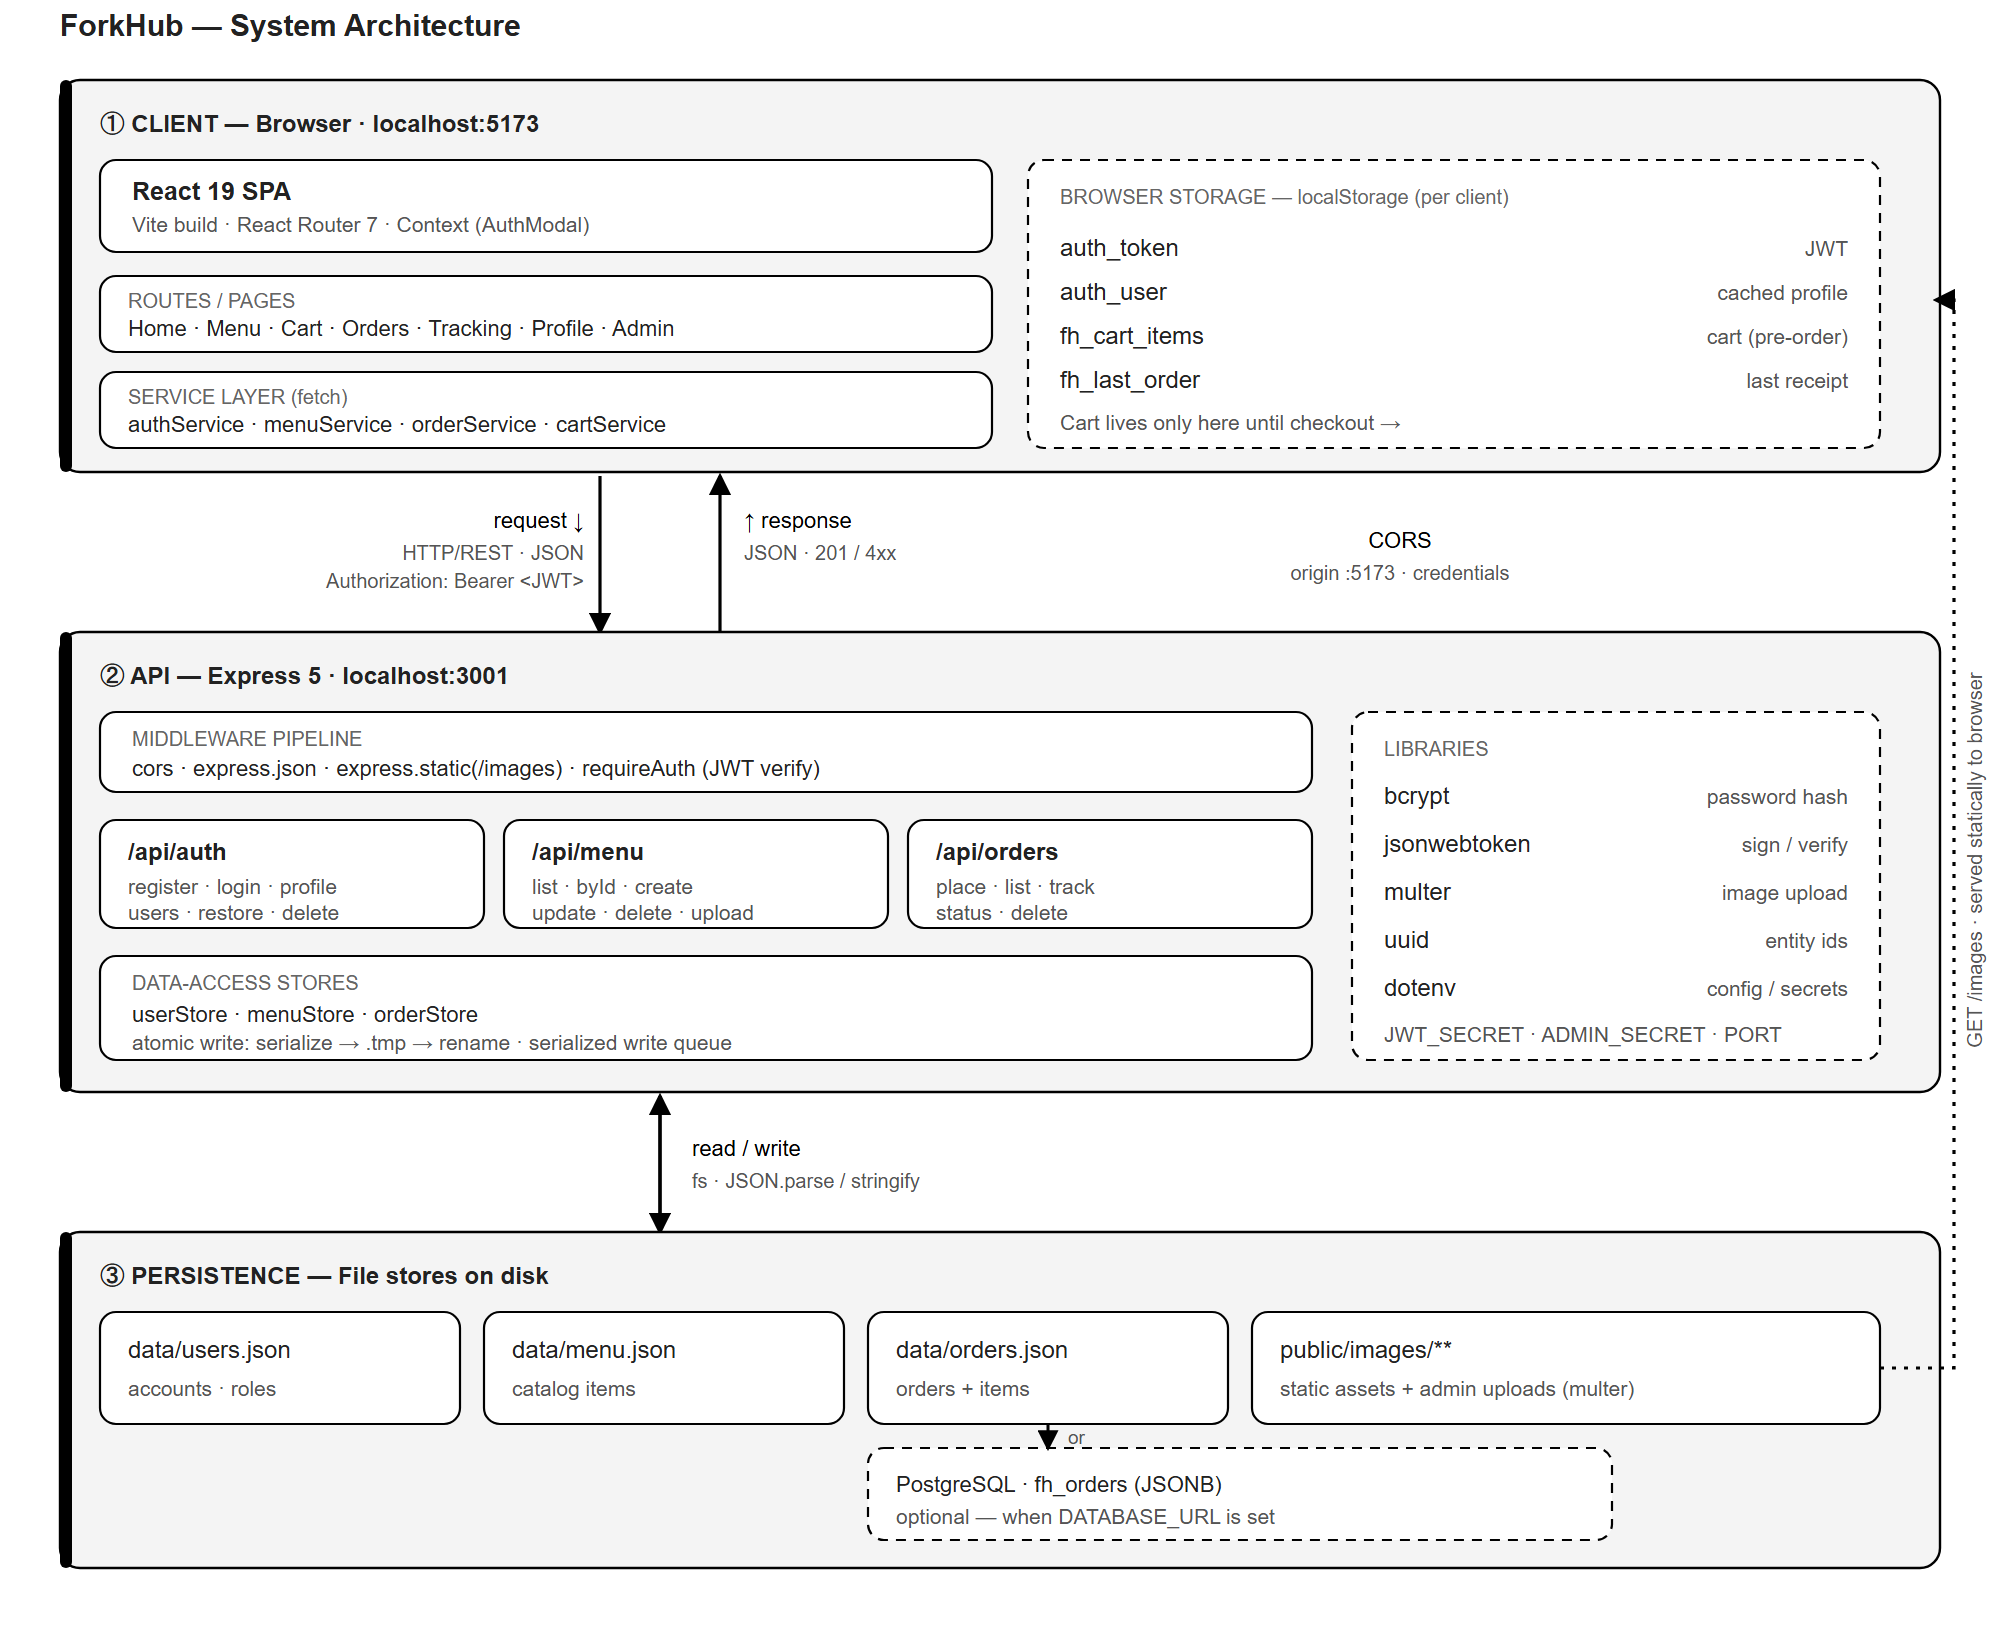 ForkHub — System Architecture
① CLIENT — Browser · localhost:5173
React 19 SPA
Vite build · React Router 7 · Context (AuthModal)
ROUTES / PAGES
Home · Menu · Cart · Orders · Tracking · Profile · Admin
SERVICE LAYER (fetch)
authService · menuService · orderService · cartService
BROWSER STORAGE — localStorage (per client)
auth_token JWT
auth_user cached profile
fh_cart_items cart (pre-order)
fh_last_order last receipt
Cart lives only here until checkout →
request ↓
HTTP/REST · JSON
Authorization: Bearer <JWT>
↑ response
JSON · 201 / 4xx
CORS
origin :5173 · credentials
② API — Express 5 · localhost:3001
MIDDLEWARE PIPELINE
cors · express.json · express.static(/images) · requireAuth (JWT verify)
/api/auth
register · login · profile
users · restore · delete
/api/menu
list · byId · create
update · delete · upload
/api/orders
place · list · track
status · delete
DATA-ACCESS STORES
userStore · menuStore · orderStore
atomic write: serialize → .tmp → rename · serialized write queue
LIBRARIES
bcrypt password hash
jsonwebtoken sign / verify
multer image upload
uuid entity ids
dotenv config / secrets
JWT_SECRET · ADMIN_SECRET · PORT
GET /images · served statically to browser
read / write
fs · JSON.parse / stringify
③ PERSISTENCE — File stores on disk
data/users.json
accounts · roles
data/menu.json
catalog items
data/orders.json
orders + items
public/images/**
static assets + admin uploads (multer)
or
PostgreSQL · fh_orders (JSONB)
optional — when DATABASE_URL is set